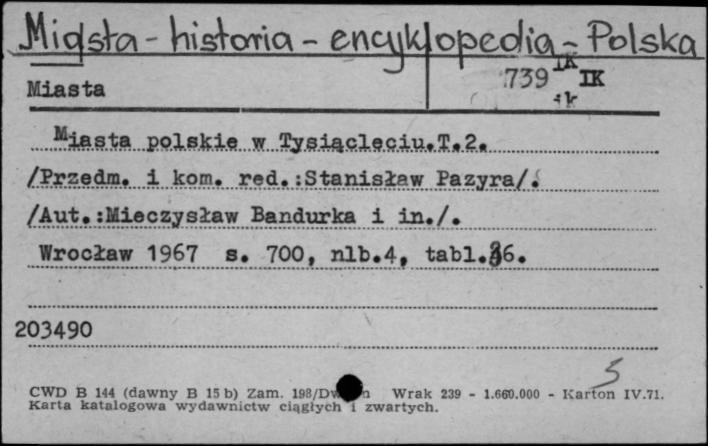 Miasta - historia - encyklopedia - Polska
IK
739 IK
Miasta
Miasta polskie w Tysiącleciu.T.2.
/Przedm. i kom. red.:Stanisław Pazyra/.
/Aut.:Mieczysław Bandurka i in./.
Wrocław 1967 s. 700, nlb.4, tabl.36.
203490
5
CWD B 144 (dawny B 15 b) Zam. 198/ Wrak 239 - 1.660.000 - Karton IV.71.
Karta katalogowa wydawnictw ciągłych i zwartych.